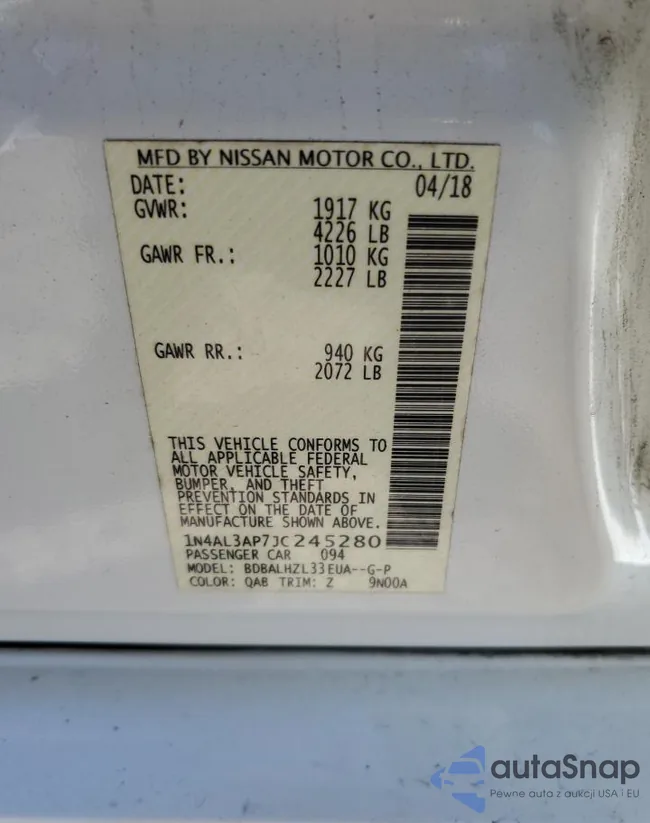 MFD BY NISSAN MOTOR CO., LTD.
DATE: 04/18
GVWR: 1917 KG
4226 LB
GAWR FR.: 1010 KG
2227 LB
GAWR RR.: 940 KG
2072 LB
THIS VEHICLE CONFORMS TO
ALL APPLICABLE FEDERAL
MOTOR VEHICLE SAFETY,
BUMPER, AND THEFT
PREVENTION STANDARDS IN
EFFECT ON THE DATE OF
MANUFACTURE SHOWN ABOVE.
1N4AL3AP7JC245280
PASSENGER CAR 094
MODEL: BDBALHZL33EUA--G-P
COLOR: QAB TRIM: Z 9N00A
autoSnap
Pewne auto z aukcji USA i EU